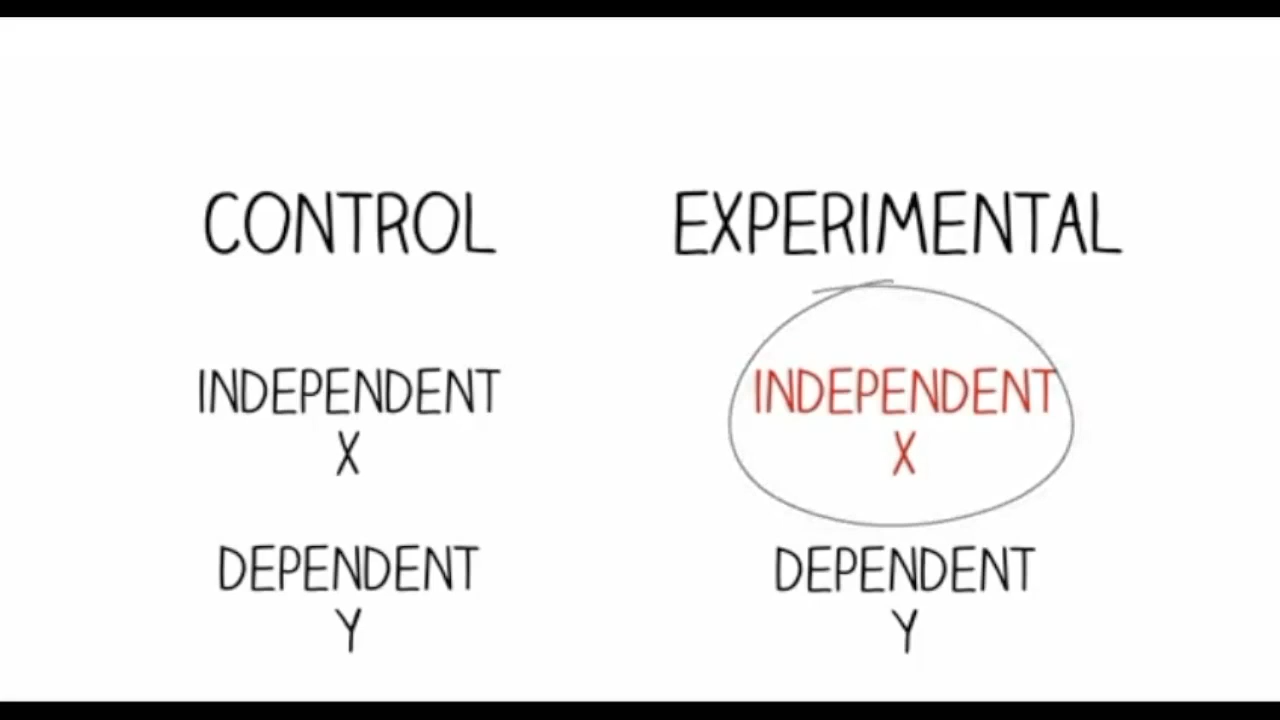 CONTROL
EXPERIMENTAL
INDEPENDENT
X
INDEPENDENT
X
DEPENDENT
Y
DEPENDENT
Y